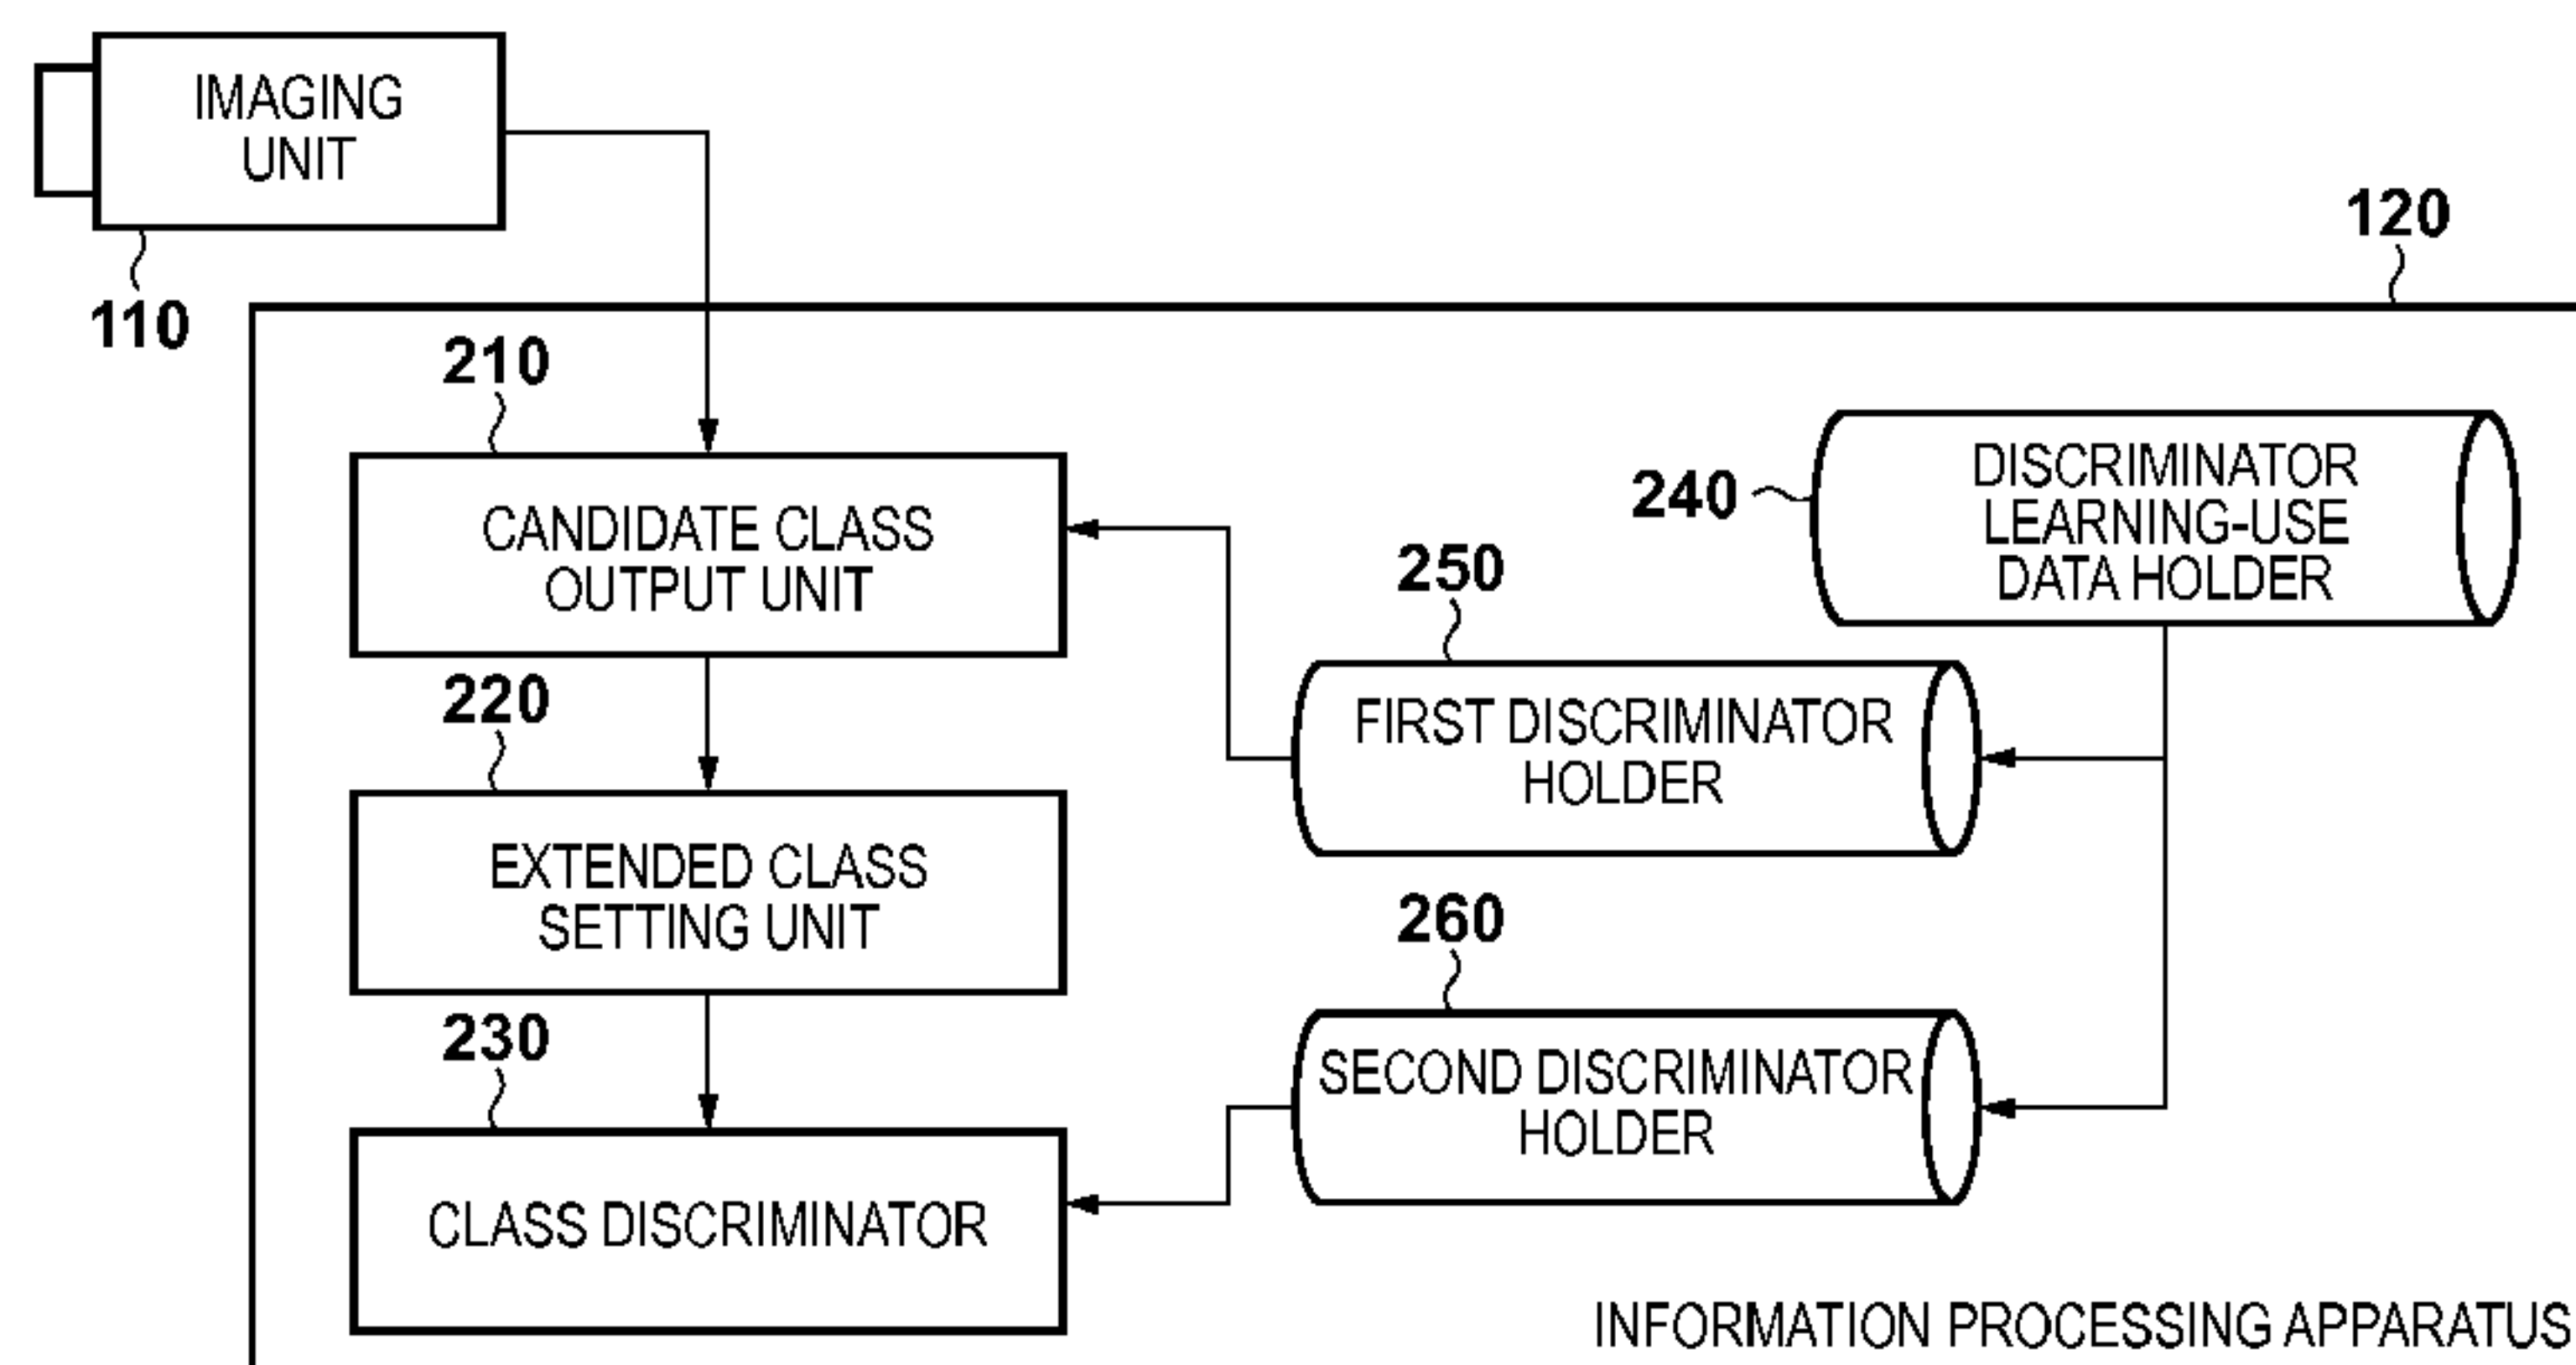 IMAGING
UNIT
110
120
210
CANDIDATE CLASS
OUTPUT UNIT
240
DISCRIMINATOR
LEARNING-USE
DATA HOLDER
250
FIRST DISCRIMINATOR
HOLDER
220
EXTENDED CLASS
SETTING UNIT
260
SECOND DISCRIMINATOR
HOLDER
230
CLASS DISCRIMINATOR
INFORMATION PROCESSING APPARATUS